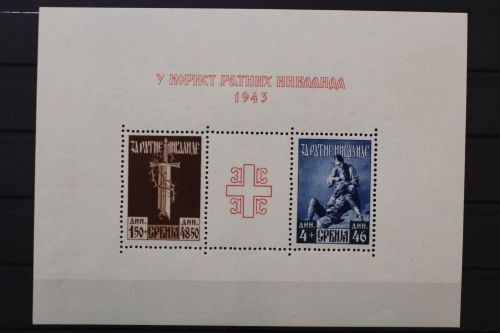 У КОРИСТ РАТНИХ ИНВАЛИДА
1943
ЗА РАТНЕ ИНВАЛИДЕ
ДИН. ДИН.
1.50+ 48.50
СРБИЈА
ЗА РАТНЕ ИНВАЛИДЕ
ДИН. ДИН.
4+ 46
СРБИЈА